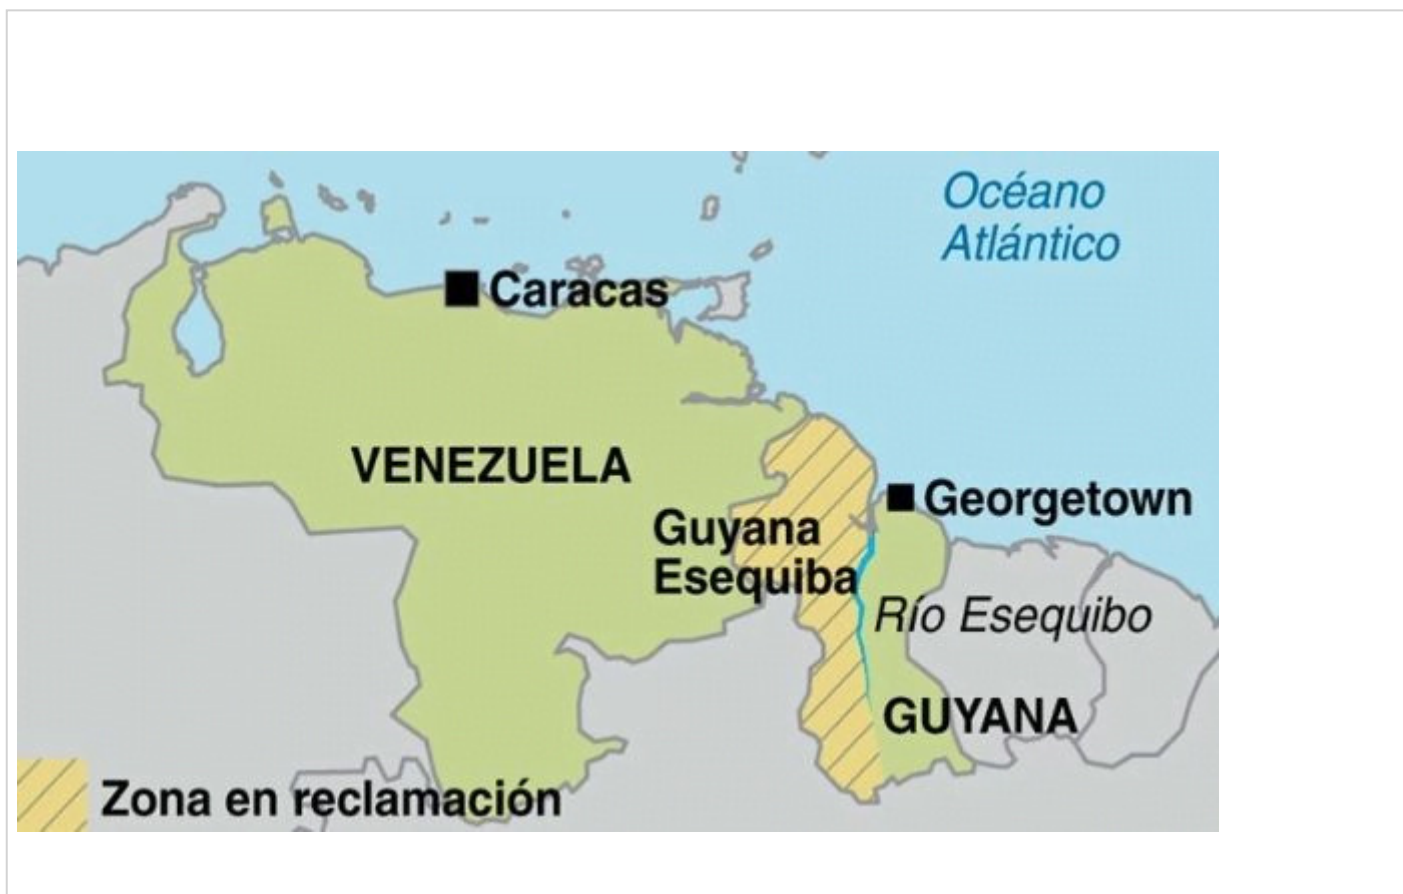 Océano
Atlántico
Caracas
VENEZUELA
Georgetown
Guyana
Esequiba
Río Esequibo
GUYANA
Zona en reclamación